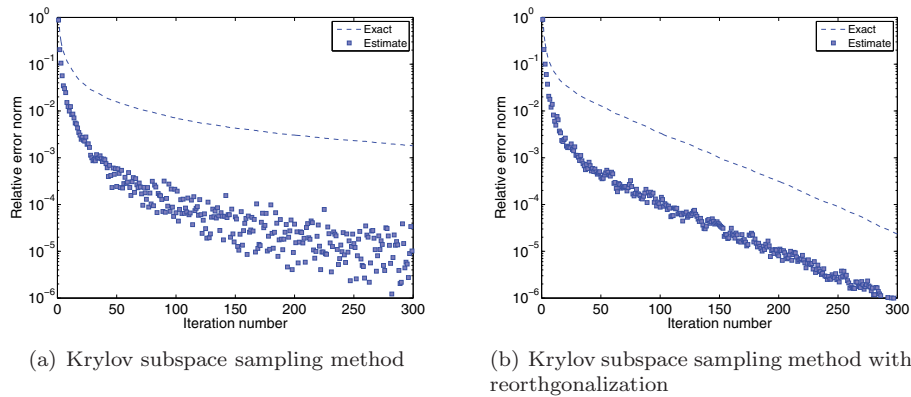 10^0
10^-1
10^-2
10^-3
10^-4
10^-5
10^-6
Relative error norm
0
50
100
150
200
250
300
Iteration number
Exact
Estimate
(a) Krylov subspace sampling method
10^0
10^-1
10^-2
10^-3
10^-4
10^-5
10^-6
Relative error norm
0
50
100
150
200
250
300
Iteration number
Exact
Estimate
(b) Krylov subspace sampling method with
reorthgonalization